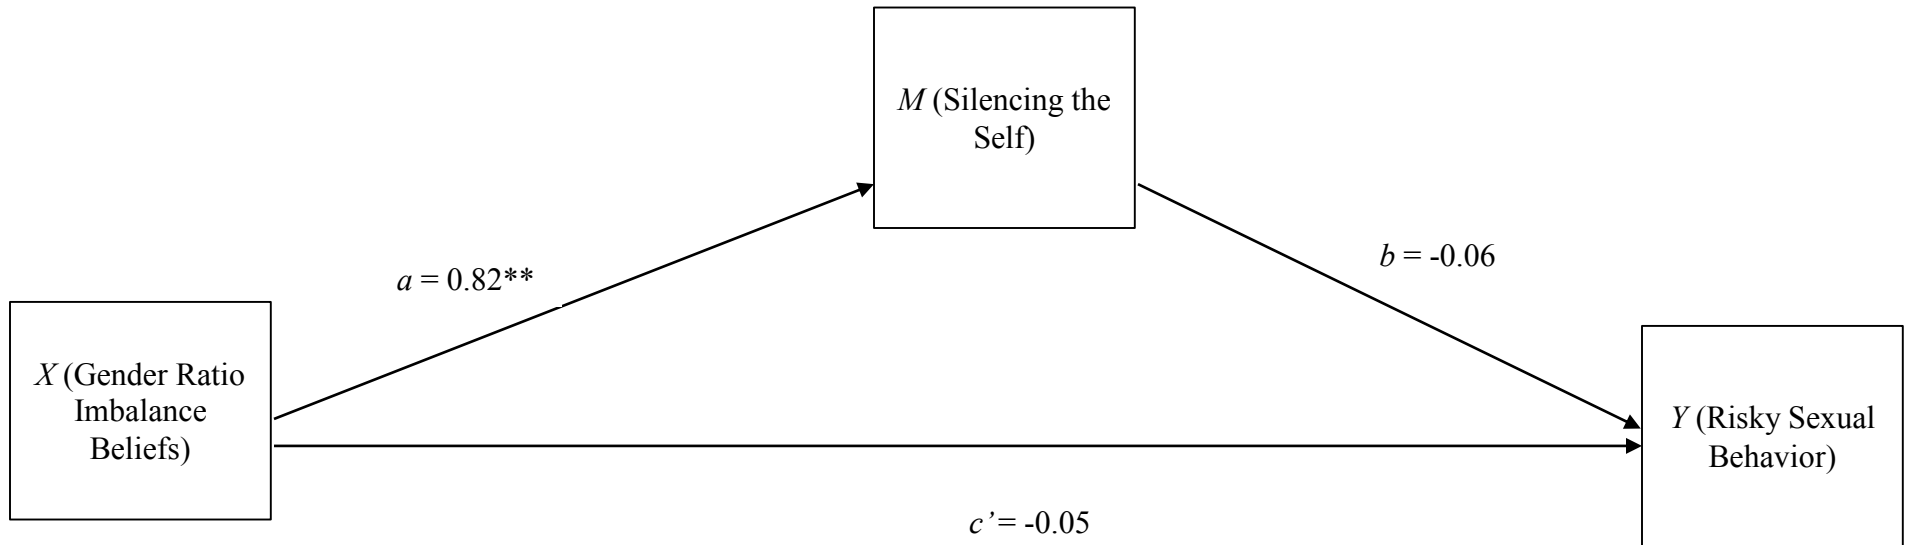 M (Silencing the
Self)
a = 0.82**
b = -0.06
X (Gender Ratio
Imbalance
Beliefs)
Y (Risky Sexual
Behavior)
c’= -0.05